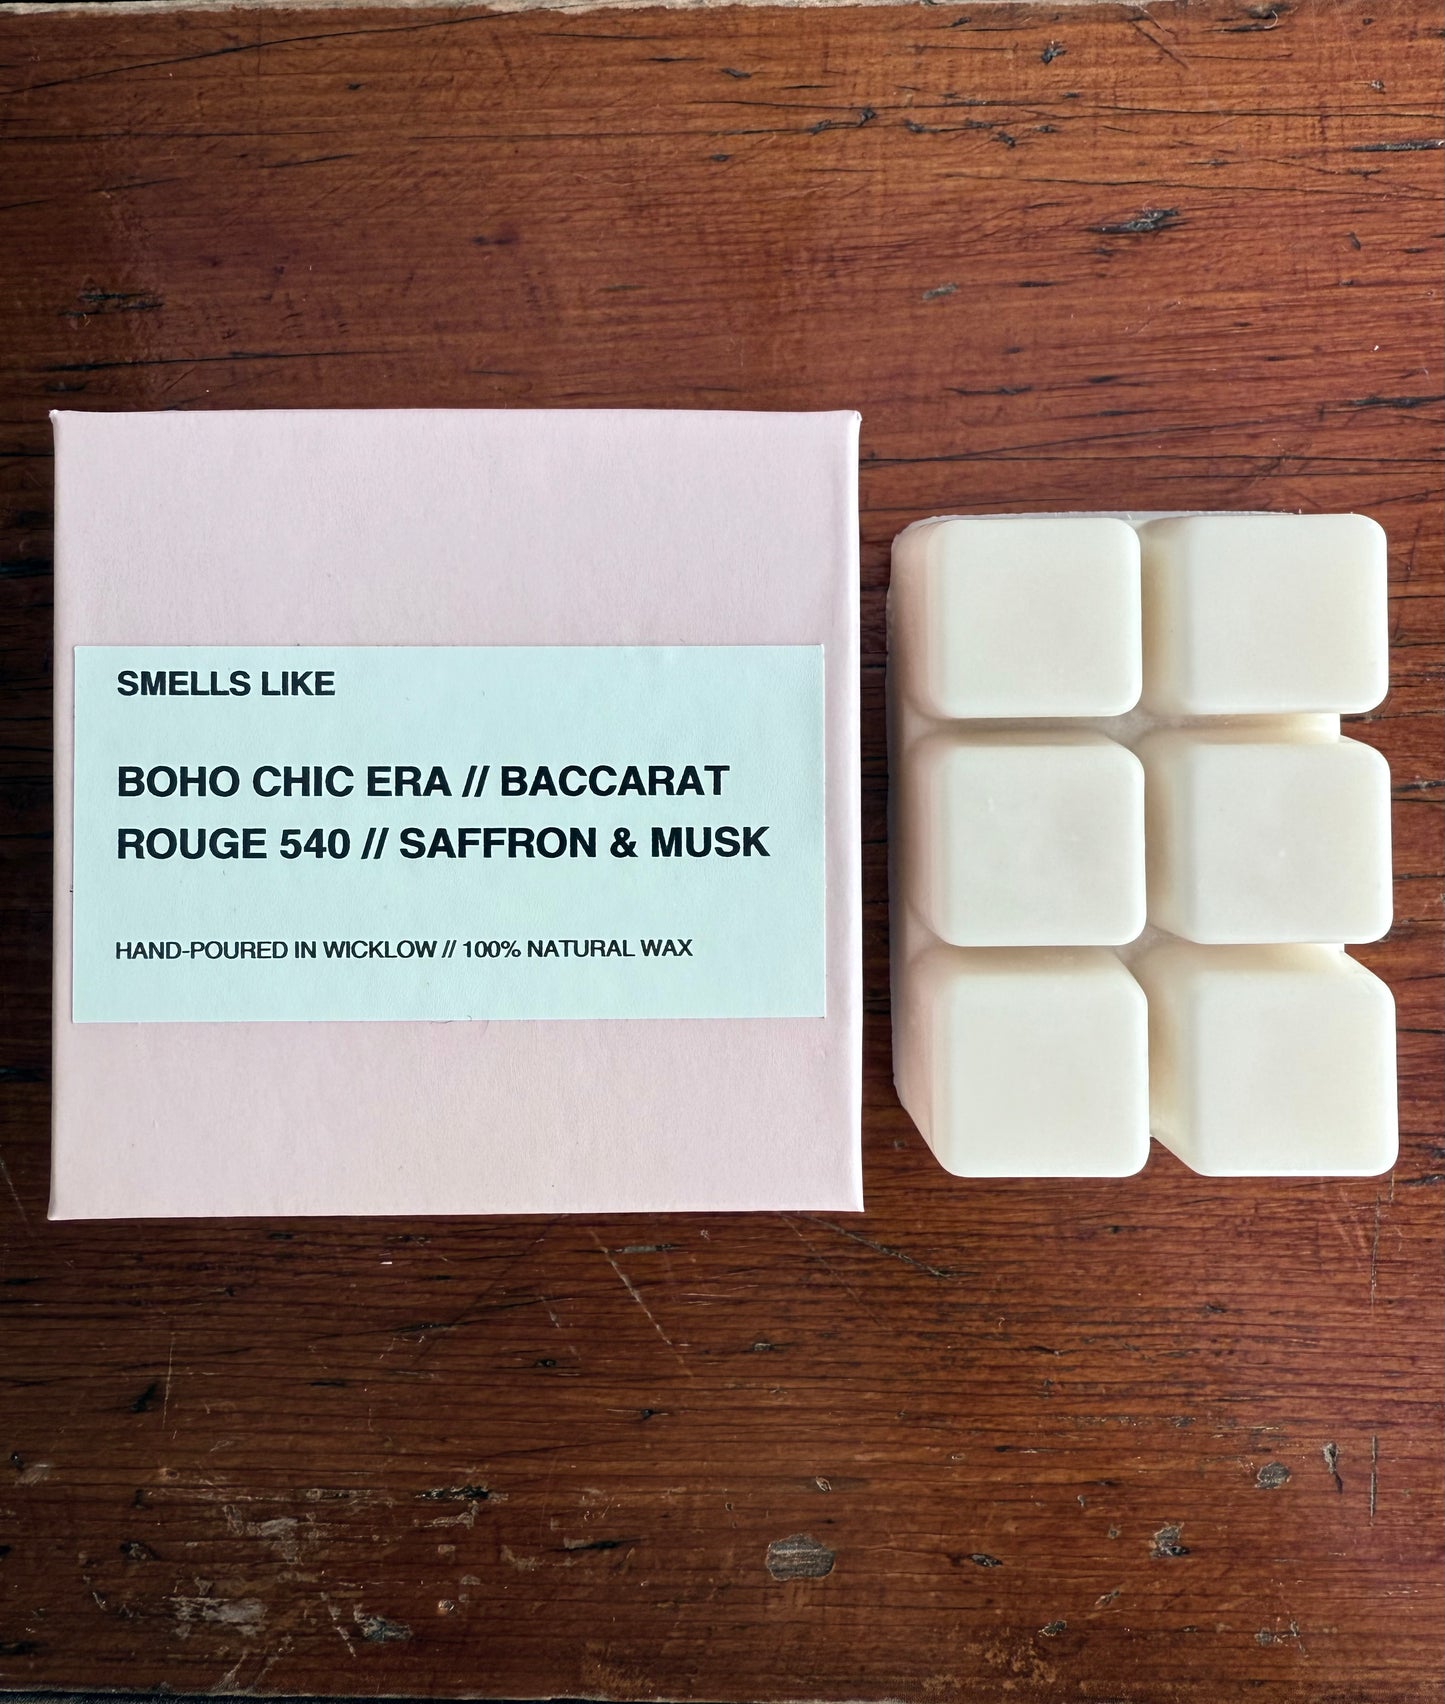 SMELLS LIKE
BOHO CHIC ERA // BACCARAT
ROUGE 540 // SAFFRON & MUSK
HAND-POURED IN WICKLOW // 100% NATURAL WAX